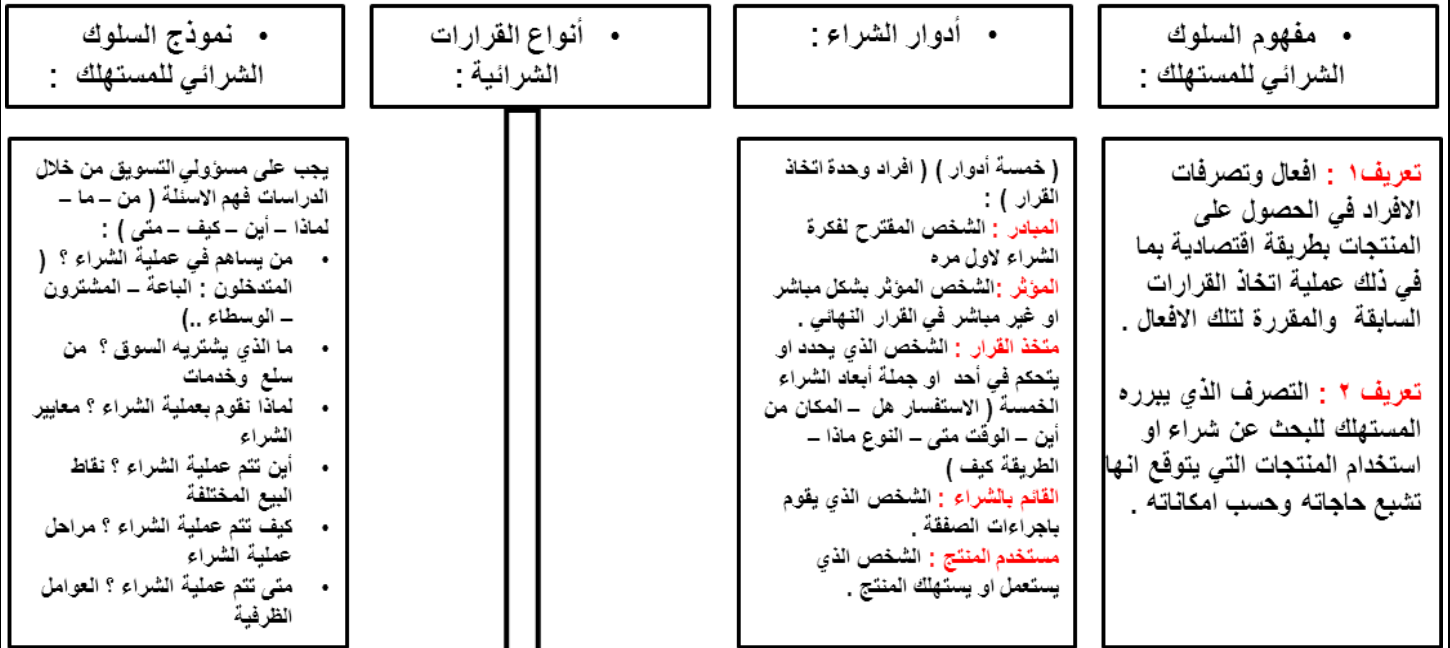 • مفهوم السلوك
الشرائي للمستهلك :
• أدوار الشراء :
• أنواع القرارات
الشرائية :
• نموذج السلوك
الشرائي للمستهلك :
تعريف١ : افعال وتصرفات
الافراد في الحصول على
المنتجات بطريقة اقتصادية بما
في ذلك عملية اتخاذ القرارات
السابقة والمقررة لتلك الافعال .
تعريف ٢ : التصرف الذي يبرره
المستهلك للبحث عن شراء او
استخدام المنتجات التي يتوقع انها
تشبع حاجاته وحسب امكاناته .
( خمسة أدوار ) ( افراد وحدة اتخاذ
القرار ) :
المبادر : الشخص المقترح لفكرة
الشراء لاول مره
المؤثر :الشخص المؤثر بشكل مباشر
او غير مباشر في القرار النهائي .
متخذ القرار : الشخص الذي يحدد او
يتحكم في أحد او جملة أبعاد الشراء
الخمسة ( الاستفسار هل – المكان من
أين – الوقت متى – النوع ماذا –
الطريقة كيف )
القائم بالشراء : الشخص الذي يقوم
باجراءات الصفقة .
مستخدم المنتج : الشخص الذي
يستعمل او يستهلك المنتج .
يجب على مسؤولي التسويق من خلال
الدراسات فهم الاسئلة ( من – ما –
لماذا – أين – كيف – متى ) :
• من يساهم في عملية الشراء ؟ (
المتدخلون : الباعة – المشترون
– الوسطاء ..)
• ما الذي يشتريه السوق ؟ من
سلع وخدمات
• لماذا نقوم بعملية الشراء ؟ معايير
الشراء
• أين تتم عملية الشراء ؟ نقاط
البيع المختلفة
• كيف تتم عملية الشراء ؟ مراحل
عملية الشراء
• متى تتم عملية الشراء ؟ العوامل
الظرفية